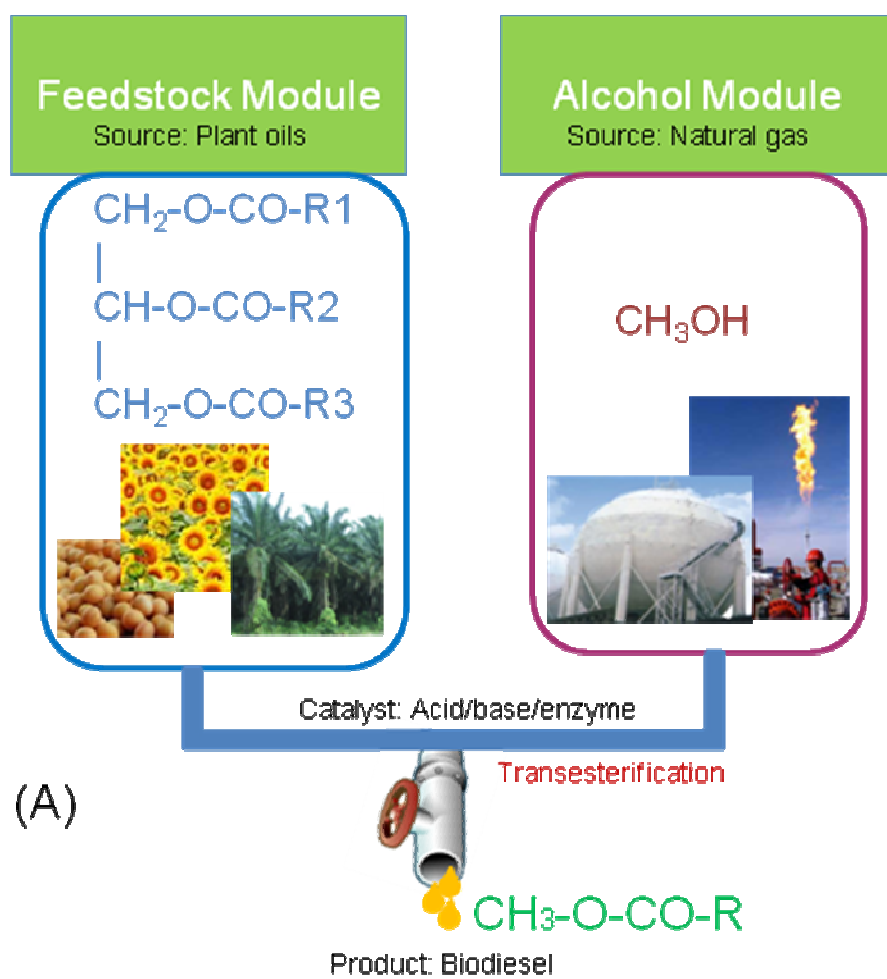 Feedstock Module
Source: Plant oils
CH₂-O-CO-R1
|
CH-O-CO-R2
|
CH₂-O-CO-R3
Alcohol Module
Source: Natural gas
CH₃OH
Catalyst: Acid/base/enzyme
Transesterification
(A)
CH₃-O-CO-R
Product: Biodiesel